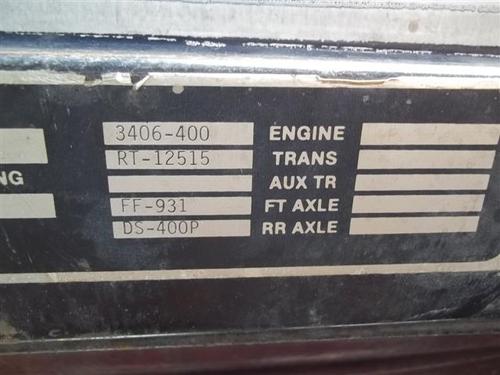 3406-400 ENGINE
RT-12515 TRANS
NG AUX TR
FF-931 FT AXLE
DS-400P RR AXLE